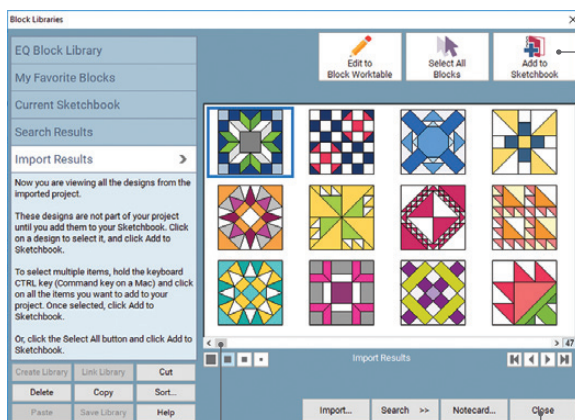 Block Libraries
EQ Block Library
My Favorite Blocks
Current Sketchbook
Search Results
Import Results
Now you are viewing all the designs from the
imported project.
These designs are not part of your project
until you add them to your Sketchbook. Click
on a design to select it, and click Add to
Sketchbook.
To select multiple items, hold the keyboard
CTRL key (Command key on a Mac) and click
on all the items you want to add to your
project. Once selected, click Add to
Sketchbook.
Or, click the Select All button and click Add to
Sketchbook.
Create Library Link Library Cut
Delete Copy Sort...
Paste Save Library Help
Edit to
Block Worktable
Select All
Blocks
Add to
Sketchbook
47
Import Results
Import... Search >> Notecard... Close